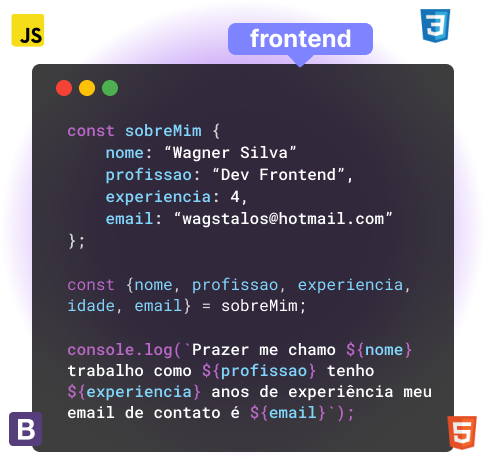 JS
3
frontend
const sobreMim {
nome: “Wagner Silva”
profissao: “Dev Frontend”,
experiencia: 4,
email: “wagstalos@hotmail.com”
};
const {nome, profissao, experiencia,
idade, email} = sobreMim;
console.log(`Prazer me chamo ${nome}
trabalho como ${profissao} tenho
${experiencia} anos de experiência meu
email de contato é ${email}`);
B
5